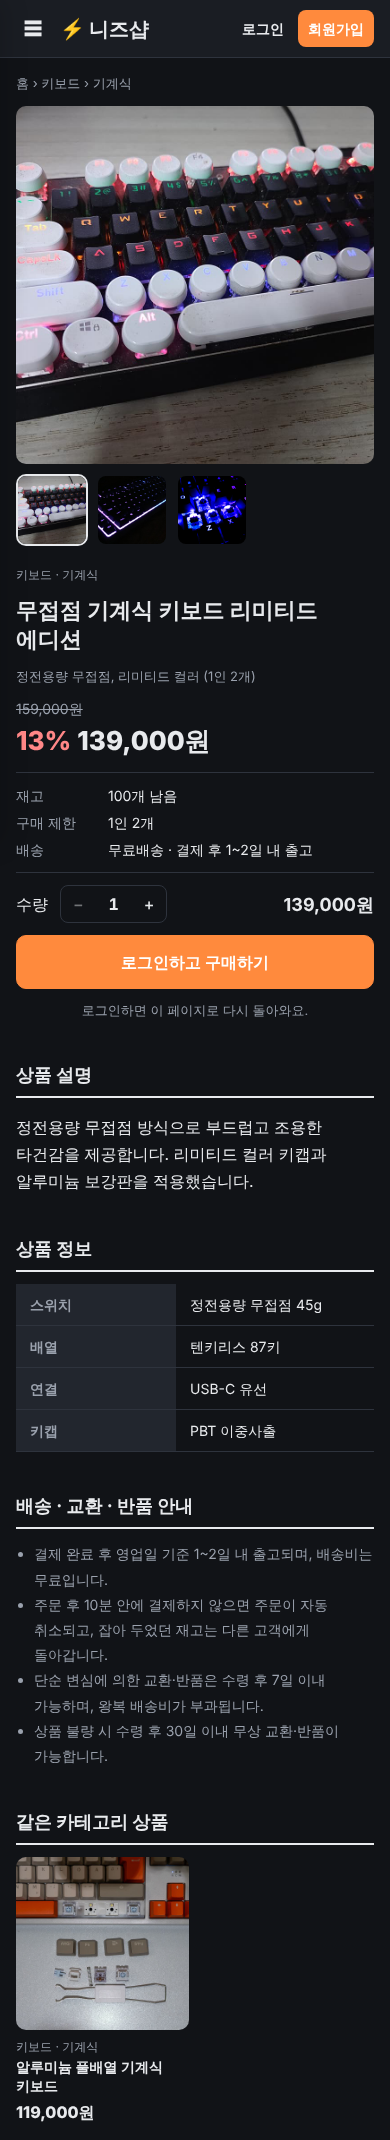 ☰ ⚡ 니즈샵 로그인 회원가입
홈 › 키보드 › 기계식
Tab
Shift
Alt
Ctrl
키보드 · 기계식
무접점 기계식 키보드 리미티드
에디션
정전용량 무접점, 리미티드 컬러 (1인 2개)
159,000원
13% 139,000원
재고 100개 남음
구매 제한 1인 2개
배송 무료배송 · 결제 후 1~2일 내 출고
수량 − 1 + 139,000원
로그인하고 구매하기
로그인하면 이 페이지로 다시 돌아와요.
상품 설명
정전용량 무접점 방식으로 부드럽고 조용한
타건감을 제공합니다. 리미티드 컬러 키캡과
알루미늄 보강판을 적용했습니다.
상품 정보
스위치 정전용량 무접점 45g
배열 텐키리스 87키
연결 USB-C 유선
키캡 PBT 이중사출
배송 · 교환 · 반품 안내
• 결제 완료 후 영업일 기준 1~2일 내 출고되며, 배송비는
무료입니다.
• 주문 후 10분 안에 결제하지 않으면 주문이 자동
취소되고, 잡아 두었던 재고는 다른 고객에게
돌아갑니다.
• 단순 변심에 의한 교환·반품은 수령 후 7일 이내
가능하며, 왕복 배송비가 부과됩니다.
• 상품 불량 시 수령 후 30일 이내 무상 교환·반품이
가능합니다.
같은 카테고리 상품
키보드 · 기계식
알루미늄 풀배열 기계식
키보드
119,000원